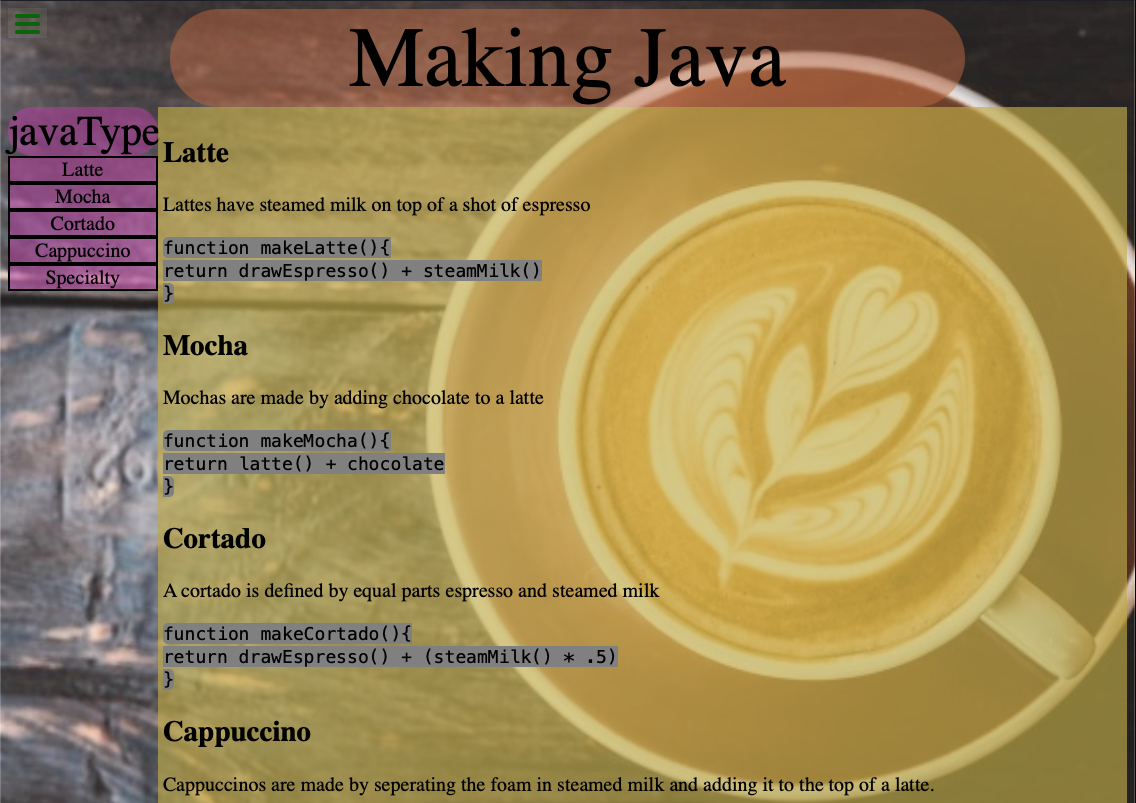 Making Java
javaType
Latte
Mocha
Cortado
Cappuccino
Specialty
Latte
Lattes have steamed milk on top of a shot of espresso
function makeLatte(){
return drawEspresso() + steamMilk()
}
Mocha
Mochas are made by adding chocolate to a latte
function makeMocha(){
return latte() + chocolate
}
Cortado
A cortado is defined by equal parts espresso and steamed milk
function makeCortado(){
return drawEspresso() + (steamMilk() * .5)
}
Cappuccino
Cappuccinos are made by seperating the foam in steamed milk and adding it to the top of a latte.